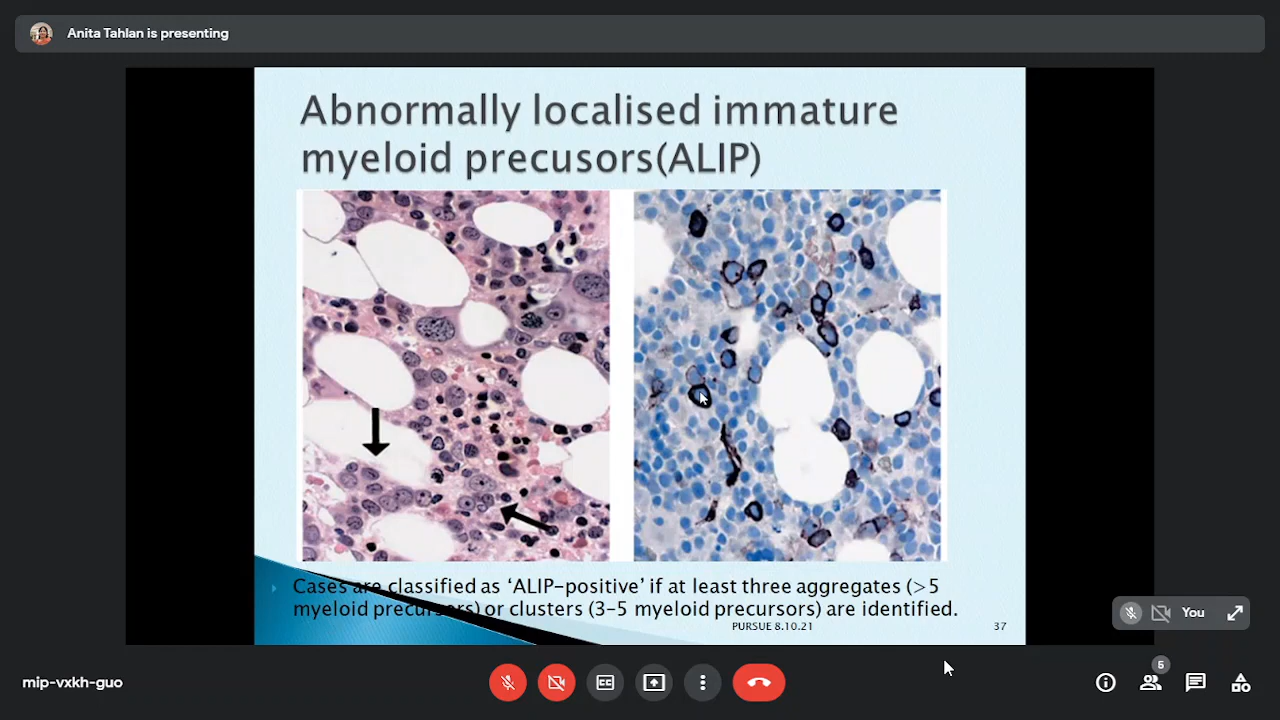 Anita Tahlan is presenting
Abnormally localised immature
myeloid precusors(ALIP)
Cases are classified as ‘ALIP-positive’ if at least three aggregates (>5
myeloid precursors) or clusters (3-5 myeloid precursors) are identified.
PURSUE 8.10.21
37
You
mip-vxkh-guo
CC
5